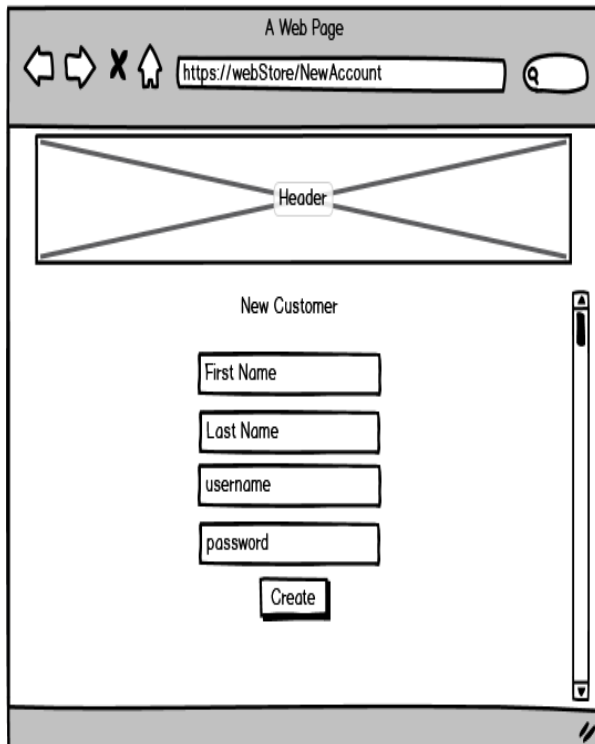 A Web Page
https://webStore/NewAccount
Header
New Customer
First Name
Last Name
username
password
Create